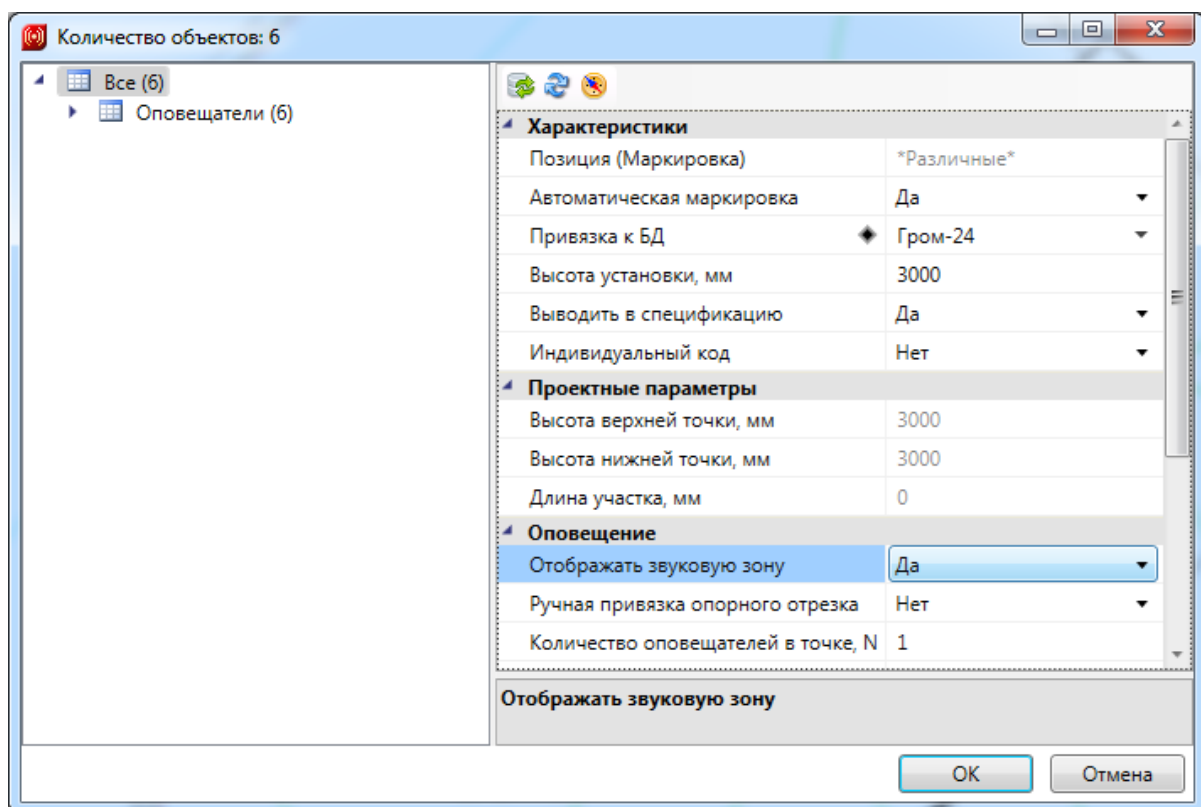 Количество объектов: 6
Все (6)
Оповещатели (6)
Характеристики
Позиция (Маркировка) *Различные*
Автоматическая маркировка Да
Привязка к БД Гром-24
Высота установки, мм 3000
Выводить в спецификацию Да
Индивидуальный код Нет
Проектные параметры
Высота верхней точки, мм 3000
Высота нижней точки, мм 3000
Длина участка, мм 0
Оповещение
Отображать звуковую зону Да
Ручная привязка опорного отрезка Нет
Количество оповещателей в точке, N 1
Отображать звуковую зону
OK Отмена